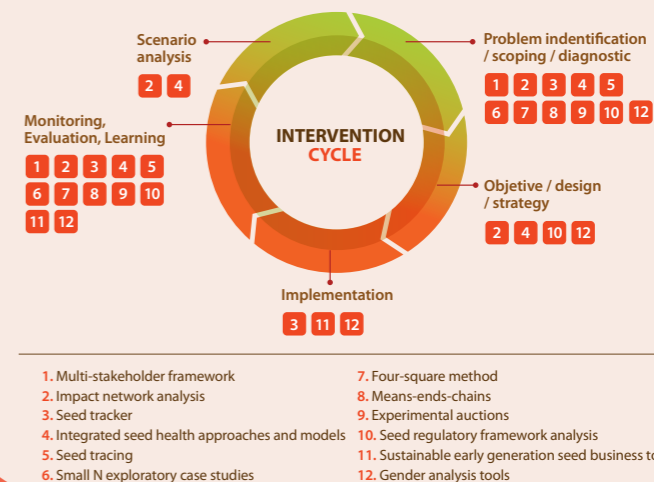 Scenario
analysis
2 4
Problem indentification
/ scoping / diagnostic
1 2 3 4 5
6 7 8 9 10 12
Monitoring,
Evaluation, Learning
1 2 3 4 5
6 7 8 9 10
11 12
INTERVENTION
CYCLE
Objetive / design
/ strategy
2 4 10 12
Implementation
3 11 12
1. Multi-stakeholder framework
2. Impact network analysis
3. Seed tracker
4. Integrated seed health approaches and models
5. Seed tracing
6. Small N exploratory case studies
7. Four-square method
8. Means-ends-chains
9. Experimental auctions
10. Seed regulatory framework analysis
11. Sustainable early generation seed business
12. Gender analysis tools